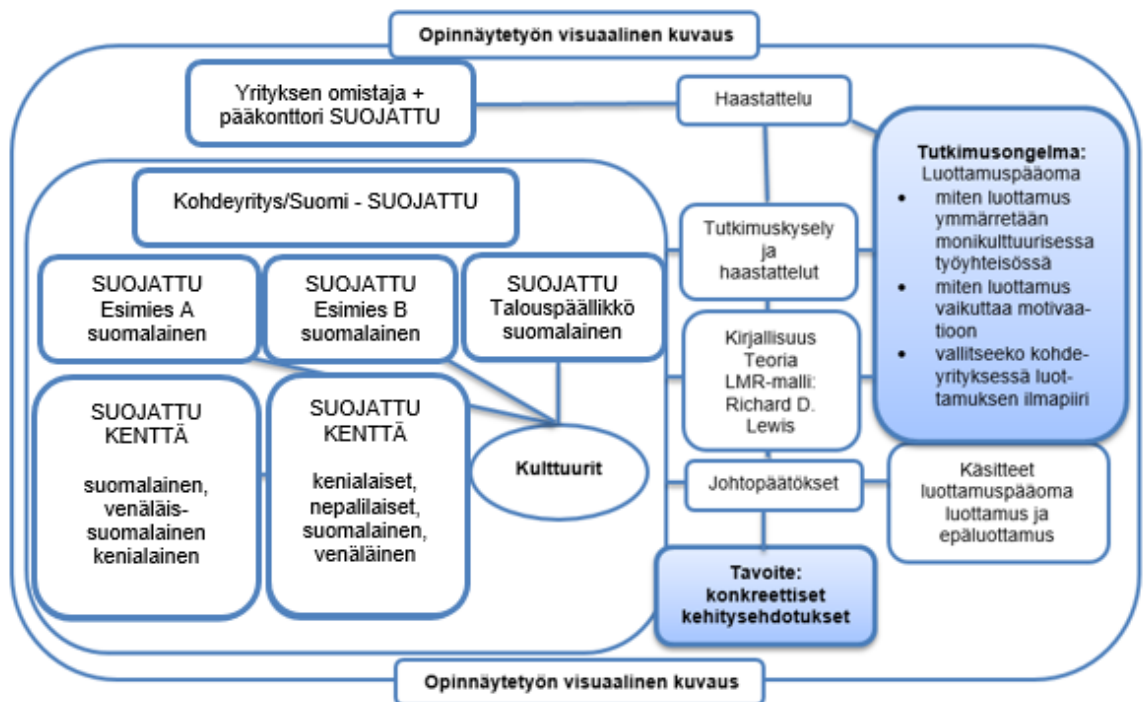 Opinnäytetyön visuaalinen kuvaus
Yrityksen omistaja +
pääkonttori SUOJATTU
Haastattelu
Kohdeyritys/Suomi - SUOJATTU
SUOJATTU
Esimies A
suomalainen
SUOJATTU
Esimies B
suomalainen
SUOJATTU
Talouspäällikkö
suomalainen
SUOJATTU
KENTTÄ
suomalainen,
venäläis-
suomalainen
kenialainen
SUOJATTU
KENTTÄ
kenialaiset,
nepalilaiset,
suomalainen,
venäläinen
Kulttuurit
Tutkimuskysely
ja
haastattelut
Kirjallisuus
Teoria
LMR-malli:
Richard D.
Lewis
Johtopäätökset
Tavoite:
konkreettiset
kehitysehdotukset
Tutkimusongelma:
Luottamuspääoma
• miten luottamus
ymmärretään
monikulttuurisessa
työyhteisössä
• miten luottamus
vaikuttaa motivaa-
tioon
• vallitseeko kohde-
yrityksessä luot-
tamuksen ilmapiiri
Käsitteet
luottamuspääoma
luottamus ja
epäluottamus
Opinnäytetyön visuaalinen kuvaus